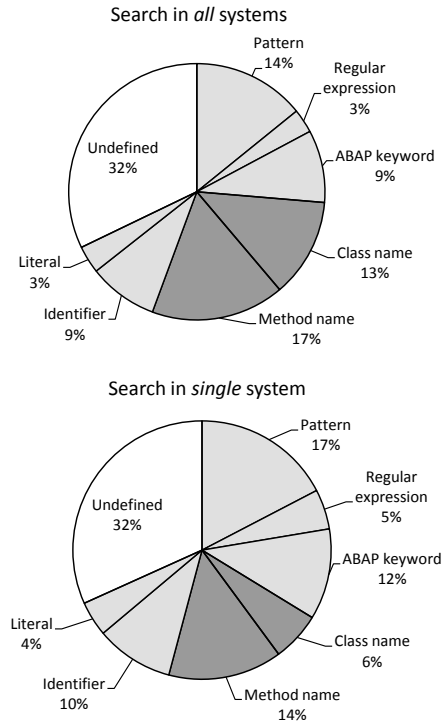 Search in all systems
Pattern
14%
Regular
expression
3%
ABAP keyword
9%
Class name
13%
Method name
17%
Identifier
9%
Literal
3%
Undefined
32%
Search in single system
Pattern
17%
Regular
expression
5%
ABAP keyword
12%
Class name
6%
Method name
14%
Identifier
10%
Literal
4%
Undefined
32%